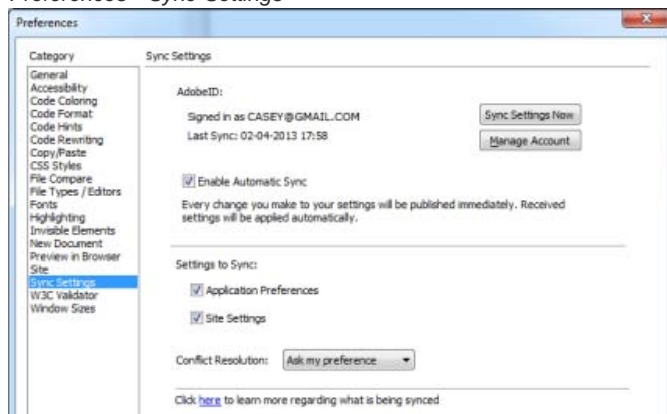 Preferences - Sync Settings
Preferences
Category
Sync Settings
General
Accessibility
Code Coloring
Code Format
Code Hints
Code Rewriting
Copy/Paste
CSS Styles
File Compare
File Types / Editors
Fonts
Highlighting
Invisible Elements
New Document
Preview in Browser
Site
Sync Settings
W3C Validator
Window Sizes
AdobeID:
Signed in as CASEY@GMAIL.COM
Sync Settings Now
Last Sync: 02-04-2013 17:58
Manage Account
Enable Automatic Sync
Every change you make to your settings will be published immediately. Received
settings will be applied automatically.
Settings to Sync:
Application Preferences
Site Settings
Conflict Resolution: Ask my preference
Click here to learn more regarding what is being synced